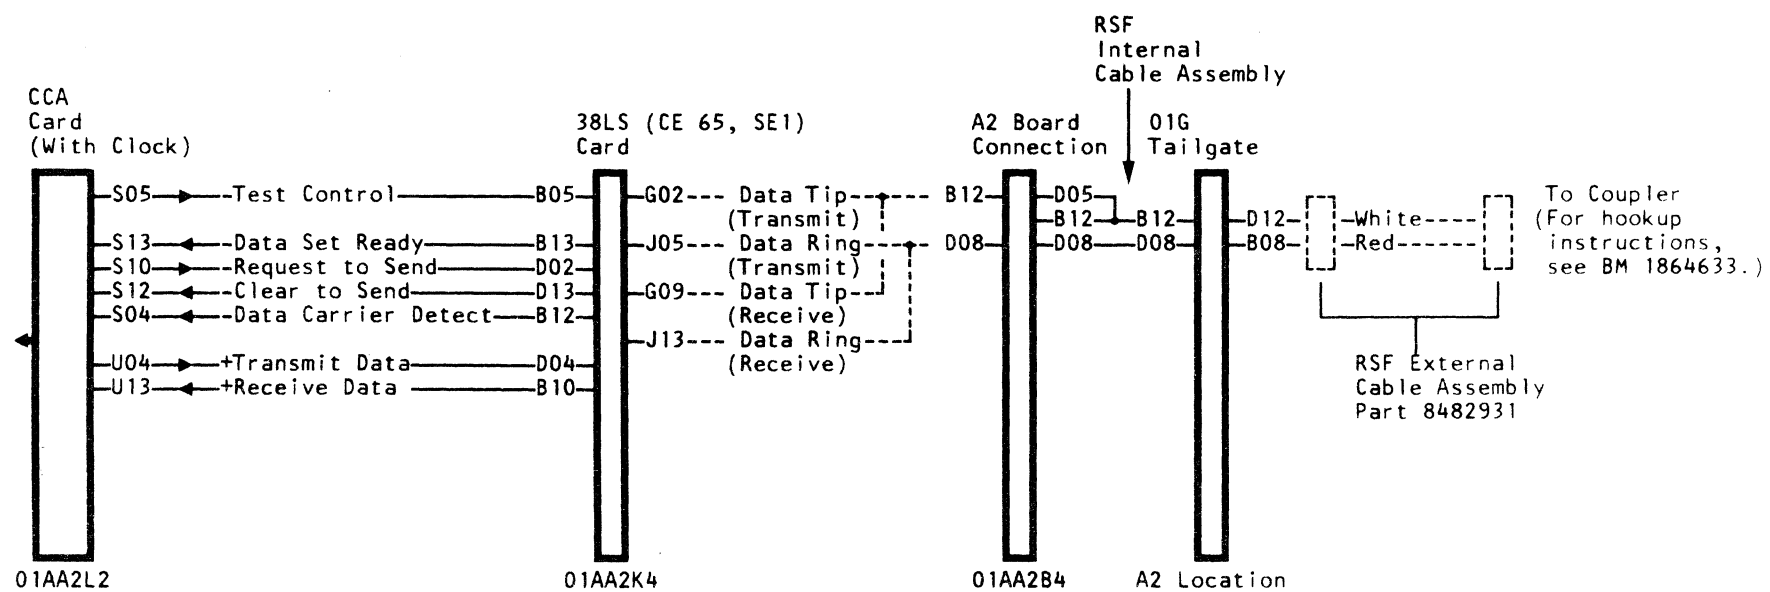 RSF
Internal
Cable Assembly
CCA
Card
(With Clock)
38LS (CE 65, SE1)
Card
A2 Board
Connection
01G
Tailgate
S05 -Test Control B05 G02 Data Tip B12 D05
(Transmit) B12 B12 D12 White
S13 -Data Set Ready B13 J05 Data Ring D08 D08 D08 B08 Red
S10 -Request to Send D02 (Transmit)
S12 -Clear to Send D13 G09 Data Tip
S04 -Data Carrier Detect B12 (Receive)
J13 Data Ring
U04 +Transmit Data D04 (Receive)
U13 +Receive Data B10
To Coupler
(For hookup
instructions,
see BM 1864633.)
RSF External
Cable Assembly
Part 8482931
01AA2L2
01AA2K4
01AA2B4
A2 Location